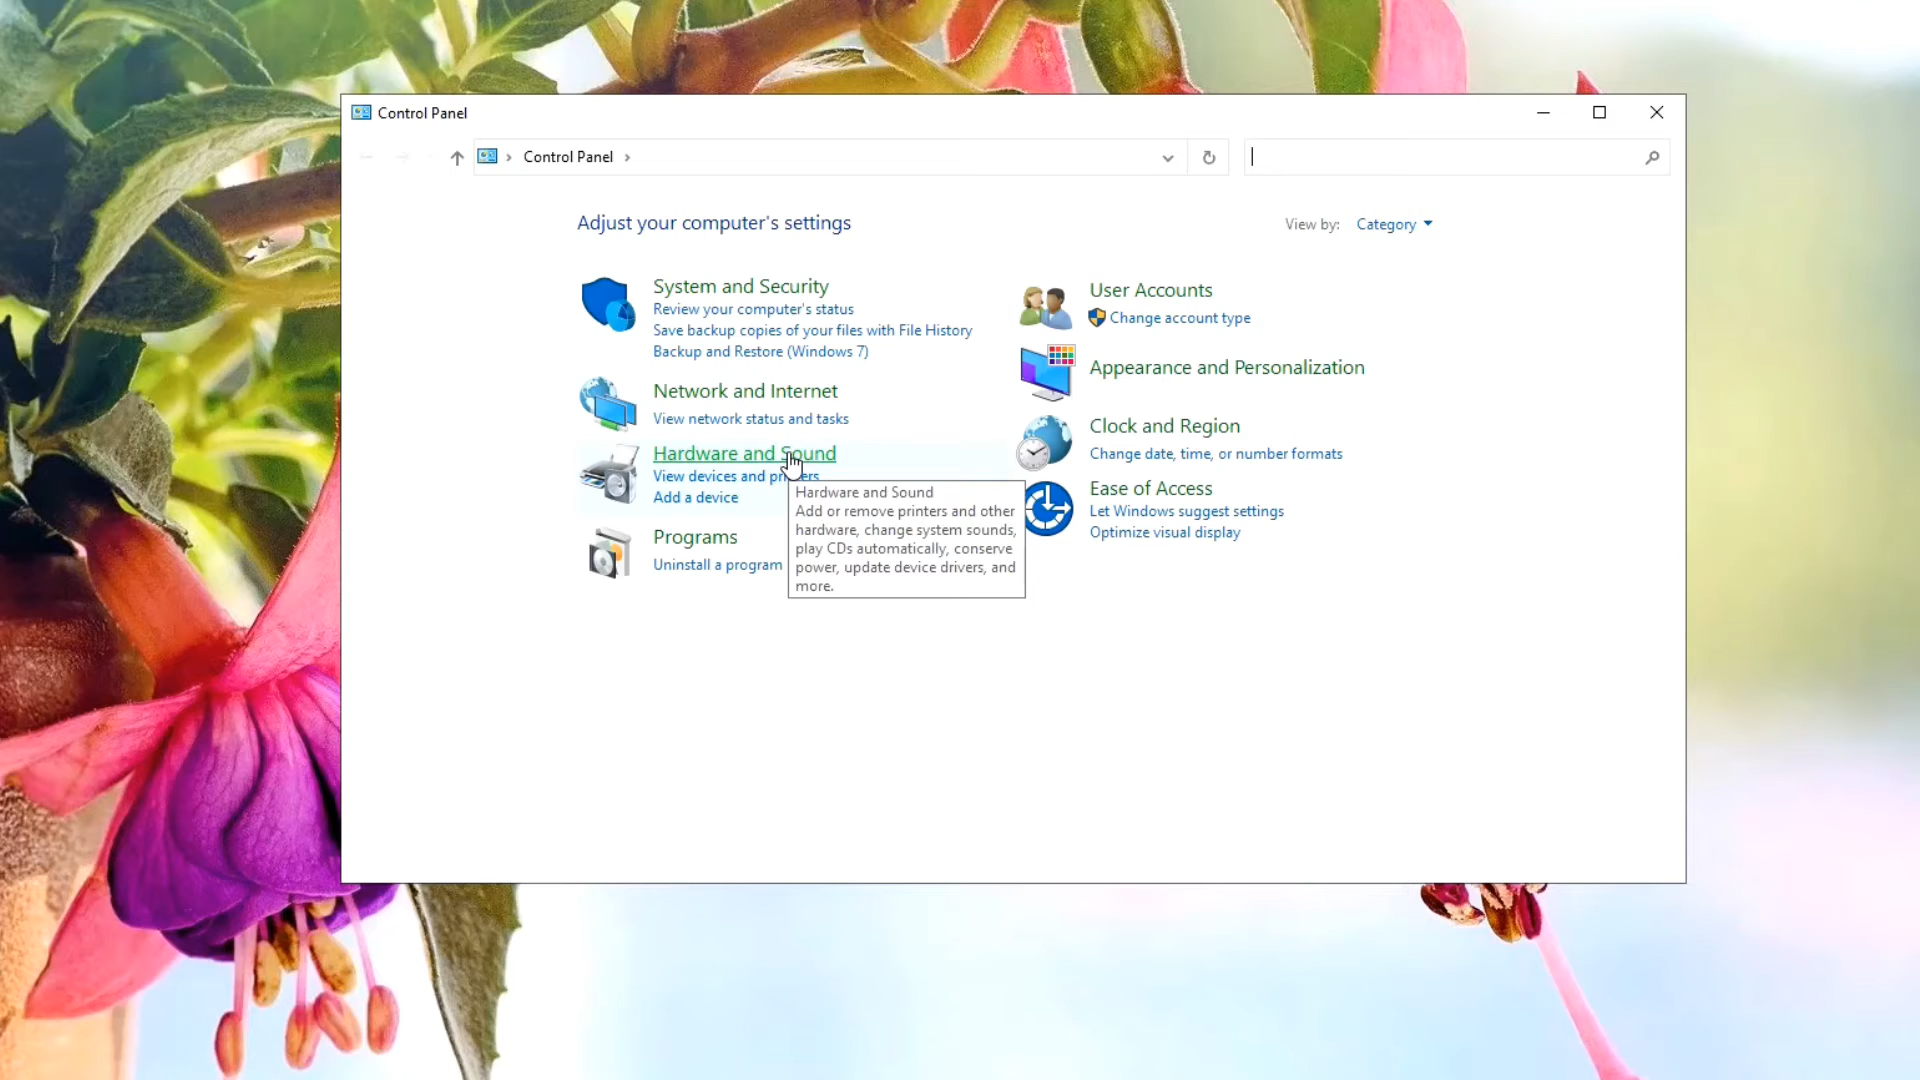 Control Panel
Control Panel
Adjust your computer's settings
View by: Category
System and Security
Review your computer's status
Save backup copies of your files with File History
Backup and Restore (Windows 7)
Network and Internet
View network status and tasks
Hardware and Sound
View devices and printers
Add a device
Hardware and Sound
Add or remove printers and other
hardware, change system sounds,
play CDs automatically, conserve
power, update device drivers, and
more.
Programs
Uninstall a program
User Accounts
Change account type
Appearance and Personalization
Clock and Region
Change date, time, or number formats
Ease of Access
Let Windows suggest settings
Optimize visual display